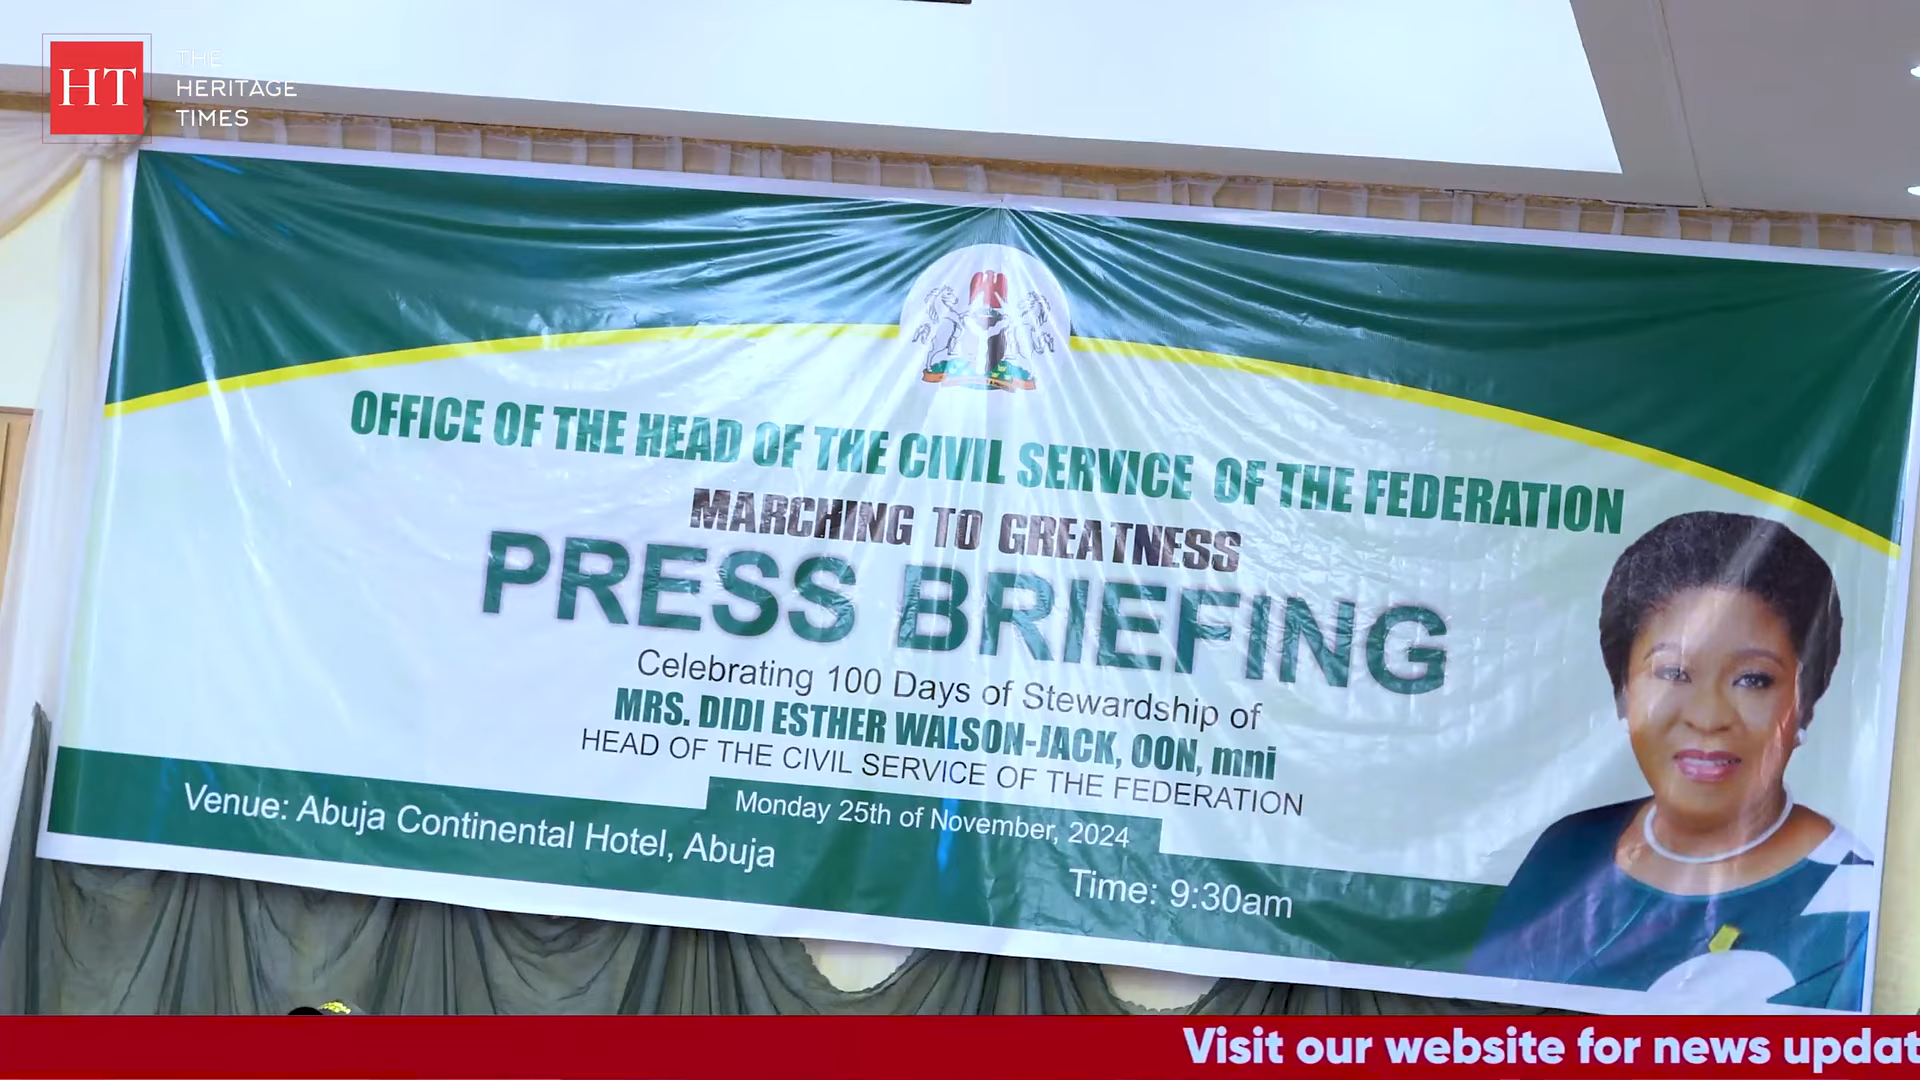 HT
THE
HERITAGE
TIMES
OFFICE OF THE HEAD OF THE CIVIL SERVICE OF THE FEDERATION
MARCHING TO GREATNESS
PRESS BRIEFING
Celebrating 100 Days of Stewardship of
MRS. DIDI ESTHER WALSON-JACK, OON, mni
HEAD OF THE CIVIL SERVICE OF THE FEDERATION
Monday 25th of November, 2024
Venue: Abuja Continental Hotel, Abuja
Time: 9:30am
Visit our website for news updat